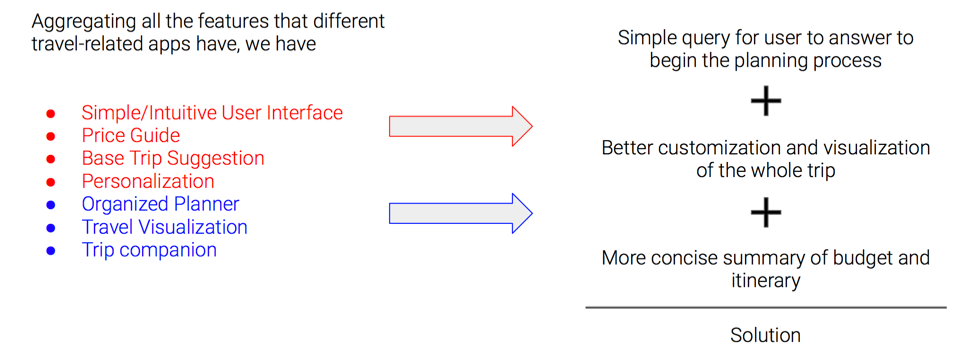 Aggregating all the features that different
travel-related apps have, we have
● Simple/Intuitive User Interface
● Price Guide
● Base Trip Suggestion
● Personalization
● Organized Planner
● Travel Visualization
● Trip companion
Simple query for user to answer to
begin the planning process
+
Better customization and visualization
of the whole trip
+
More concise summary of budget and
itinerary
Solution